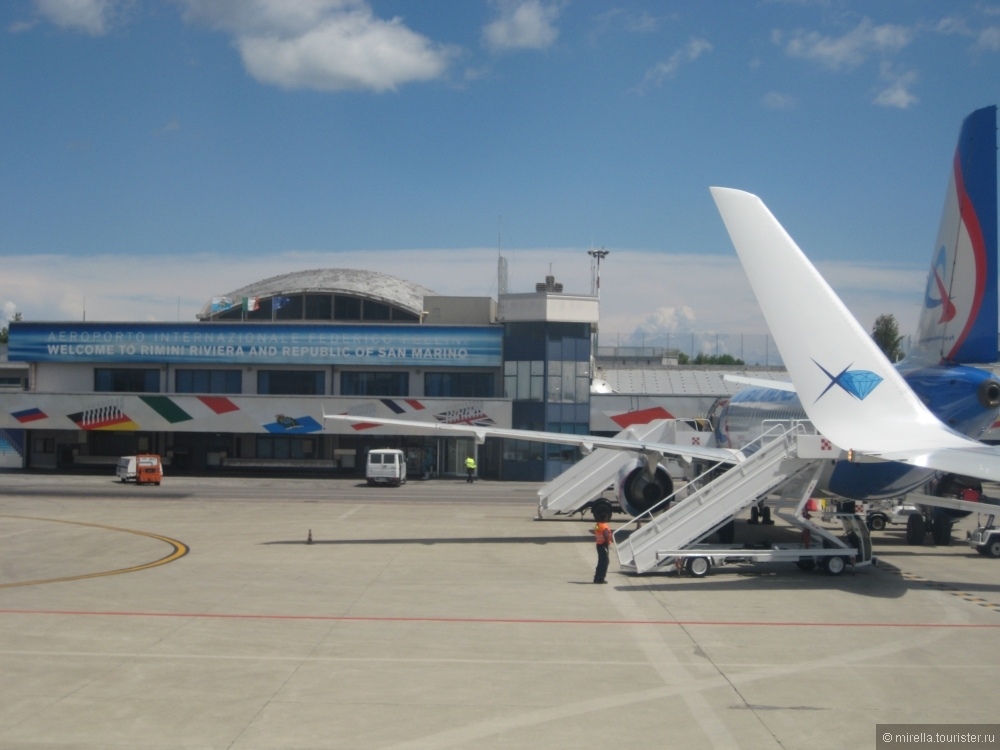 AEROPORTO INTERNAZIONALE FEDERICO FELLINI
WELCOME TO RIMINI RIVIERA AND REPUBLIC OF SAN MARINO
© mirella.tourister.ru